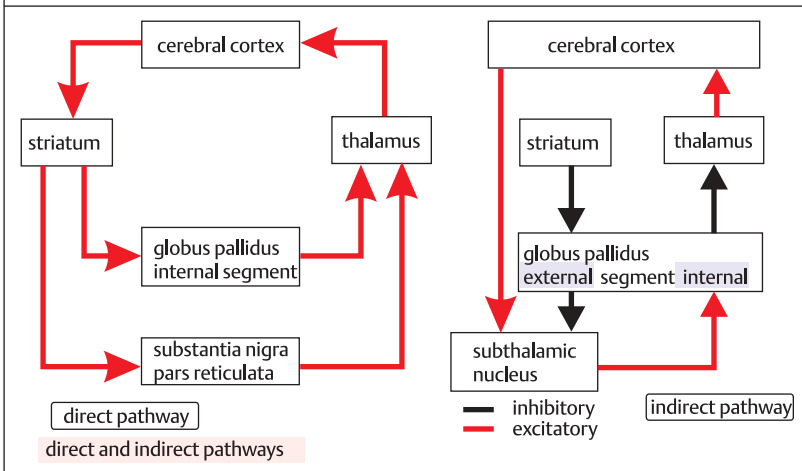 cerebral cortex
striatum
thalamus
globus pallidus
internal segment
substantia nigra
pars reticulata
direct pathway
direct and indirect pathways
cerebral cortex
striatum
thalamus
globus pallidus
external segment internal
subthalamic
nucleus
inhibitory
excitatory
indirect pathway